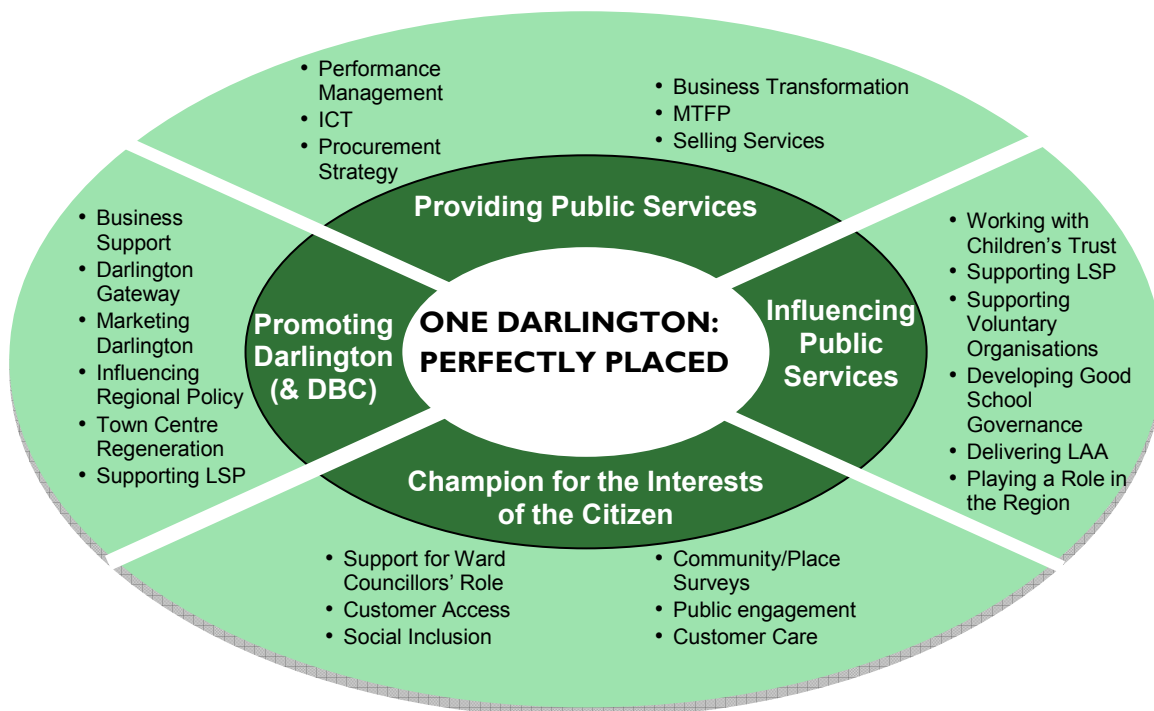 • Performance
Management
• ICT
• Procurement
Strategy
• Business Transformation
• MTFP
• Selling Services
Providing Public Services
• Business
Support
• Darlington
Gateway
• Marketing
Darlington
• Influencing
Regional Policy
• Town Centre
Regeneration
• Supporting LSP
Promoting
Darlington
(& DBC)
ONE DARLINGTON:
PERFECTLY PLACED
Influencing
Public
Services
• Working with
Children’s Trust
• Supporting LSP
• Supporting
Voluntary
Organisations
• Developing Good
School
Governance
• Delivering LAA
• Playing a Role in
the Region
Champion for the Interests
of the Citizen
• Support for Ward
Councillors’ Role
• Customer Access
• Social Inclusion
• Community/Place
Surveys
• Public engagement
• Customer Care